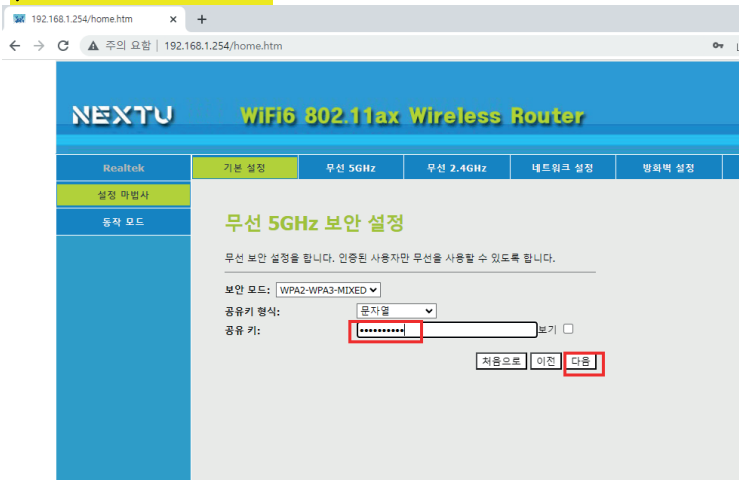 192.168.1.254/home.htm
주의 요함 | 192.168.1.254/home.htm
NEXTU
WiFi6 802.11ax Wireless Router
Realtek 기본 설정 무선 5GHz 무선 2.4GHz 네트워크 설정 방화벽 설정
설정 마법사
동작 모드
무선 5GHz 보안 설정
무선 보안 설정을 합니다. 인증된 사용자만 무선을 사용할 수 있도록 합니다.
보안 모드: WPA2-WPA3-MIXED
공유키 형식: 문자열
공유 키: •••••••••• 보기
처음으로 이전 다음